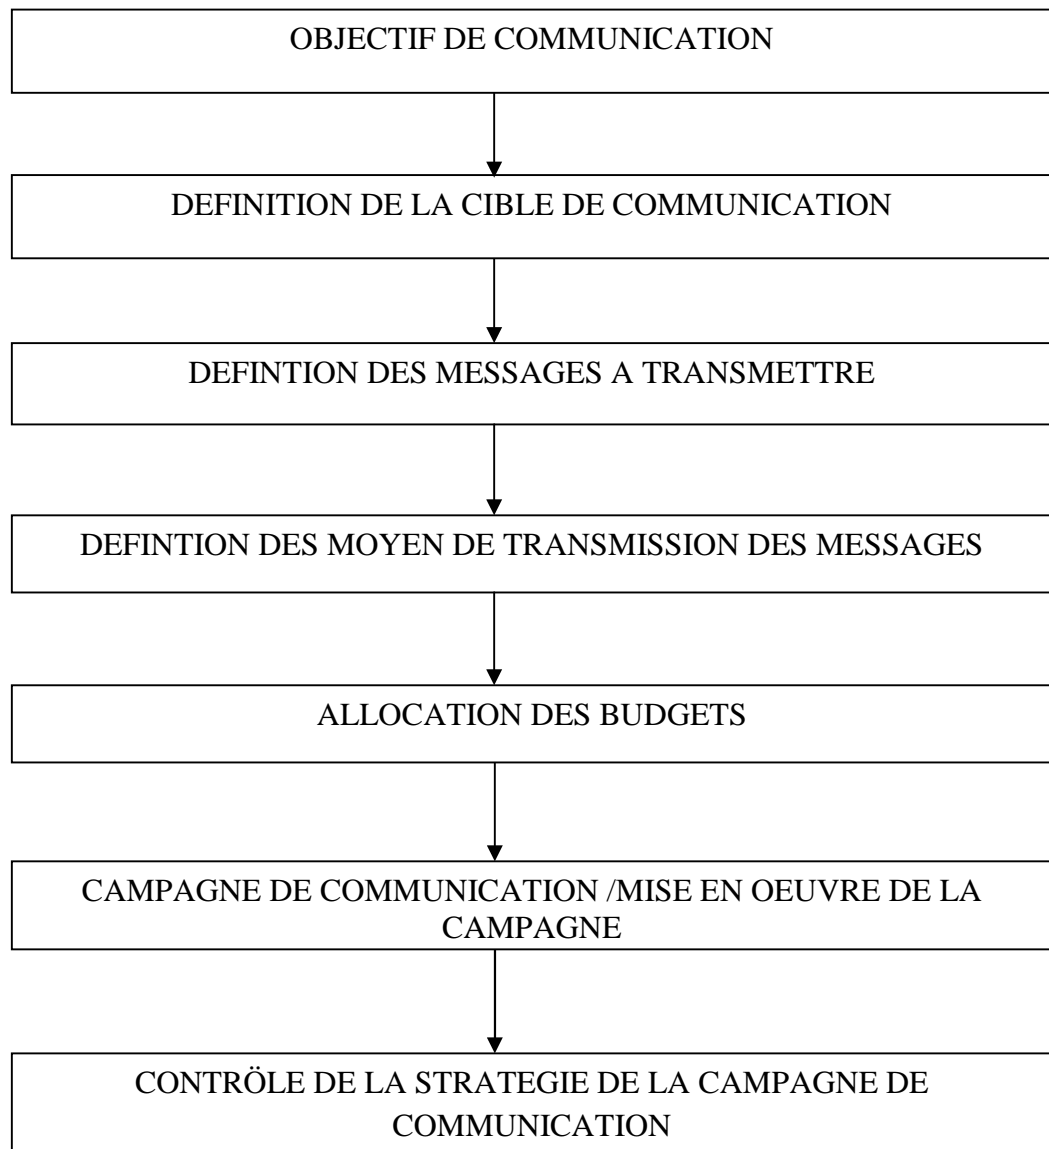 OBJECTIF DE COMMUNICATION
DEFINITION DE LA CIBLE DE COMMUNICATION
DEFINTION DES MESSAGES A TRANSMETTRE
DEFINTION DES MOYEN DE TRANSMISSION DES MESSAGES
ALLOCATION DES BUDGETS
CAMPAGNE DE COMMUNICATION /MISE EN OEUVRE DE LA
CAMPAGNE
CONTRÖLE DE LA STRATEGIE DE LA CAMPAGNE DE
COMMUNICATION